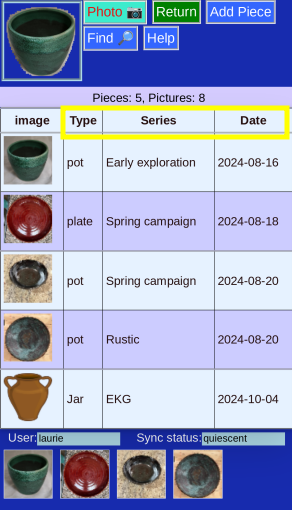 Photo 📷 Return Add Piece
Find 🔎 Help
Pieces: 5, Pictures: 8
image Type Series Date
pot Early exploration 2024-08-16
plate Spring campaign 2024-08-18
pot Spring campaign 2024-08-20
pot Rustic 2024-08-20
Jar EKG 2024-10-04
User: laurie Sync status: quiescent